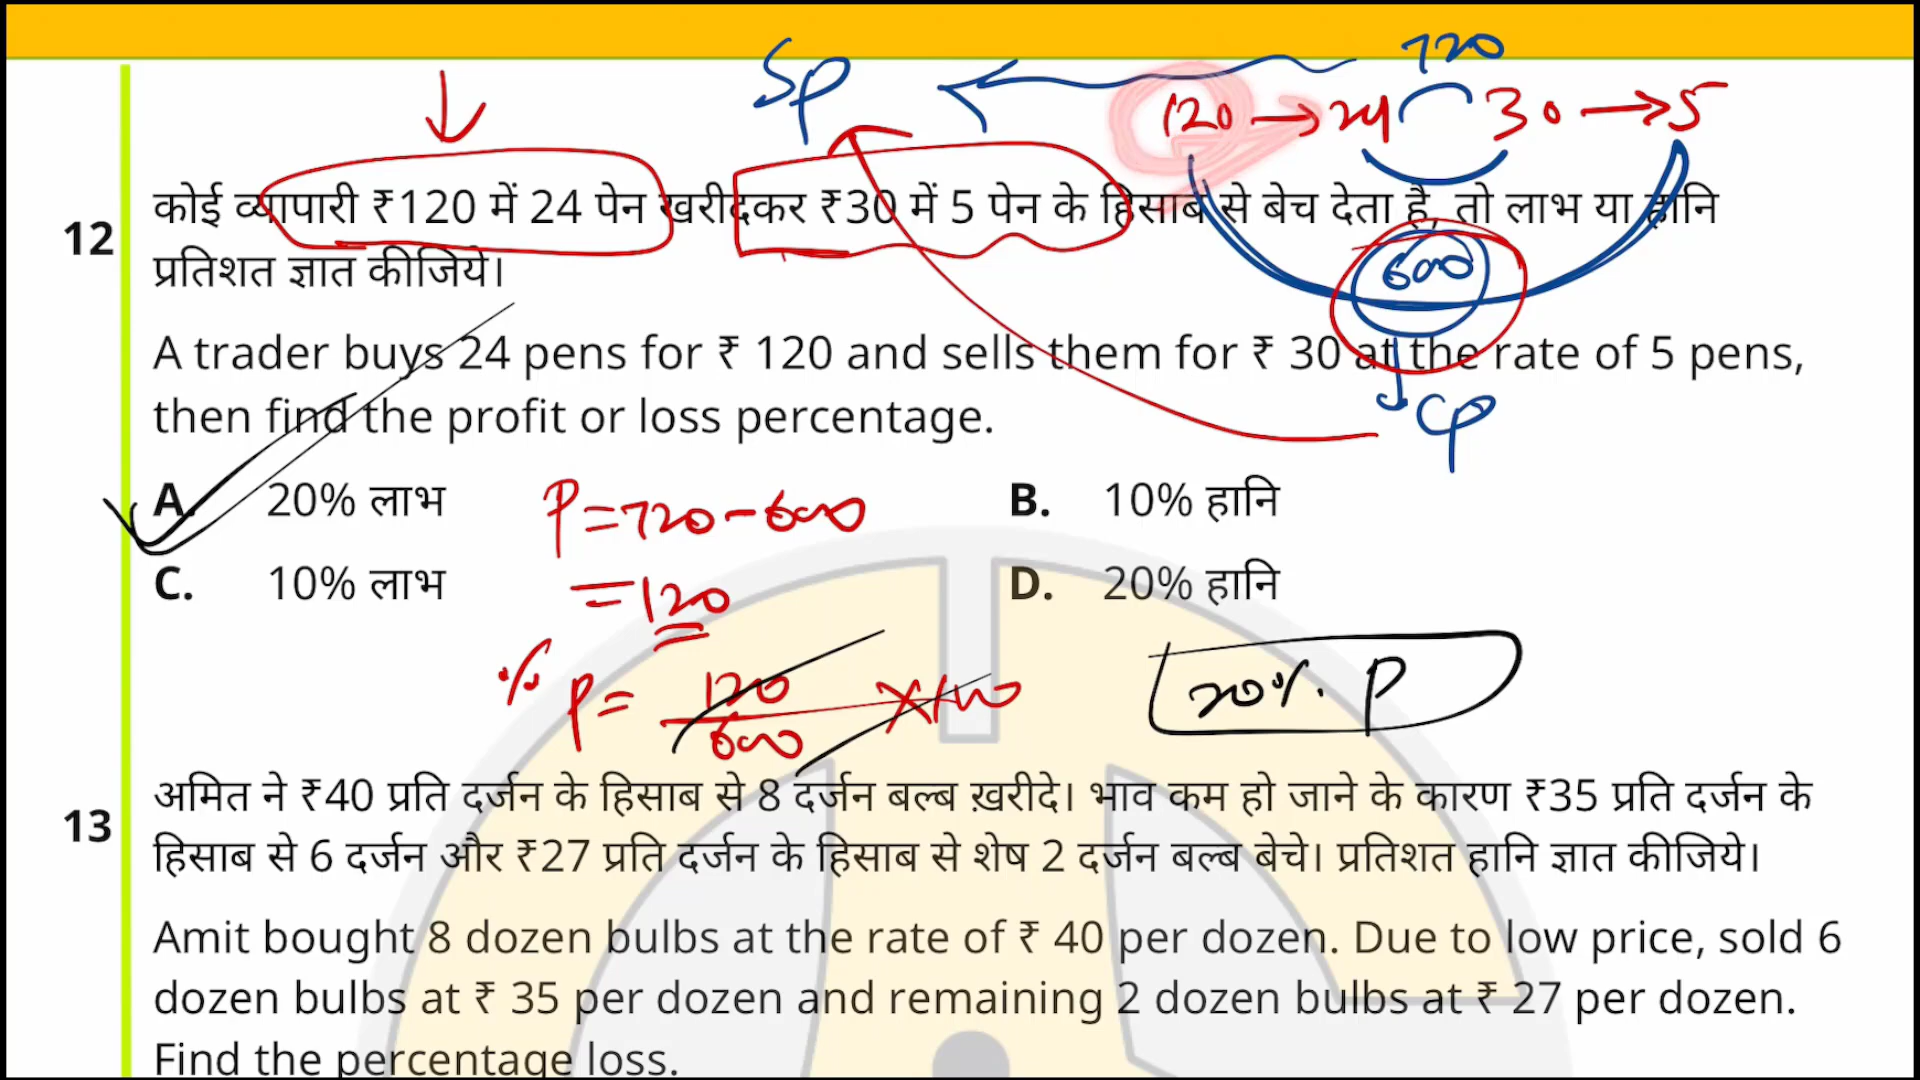 720
Sp
120 → 24 30 → 5
12
कोई व्यापारी ₹120 में 24 पेन खरीदकर ₹30 में 5 पेन के हिसाब से बेच देता है, तो लाभ या हानि
प्रतिशत ज्ञात कीजिये।
600
A trader buys 24 pens for ₹ 120 and sells them for ₹ 30 at the rate of 5 pens,
then find the profit or loss percentage.
Cp
A. 20% लाभ
B. 10% हानि
P = 720 - 600
C. 10% लाभ
D. 20% हानि
= 120
% P = 120/600 × 100
20% P
13
अमित ने ₹40 प्रति दर्जन के हिसाब से 8 दर्जन बल्ब ख़रीदे। भाव कम हो जाने के कारण ₹35 प्रति दर्जन के
हिसाब से 6 दर्जन और ₹27 प्रति दर्जन के हिसाब से शेष 2 दर्जन बल्ब बेचे। प्रतिशत हानि ज्ञात कीजिये।
Amit bought 8 dozen bulbs at the rate of ₹ 40 per dozen. Due to low price, sold 6
dozen bulbs at ₹ 35 per dozen and remaining 2 dozen bulbs at ₹ 27 per dozen.
Find the percentage loss.